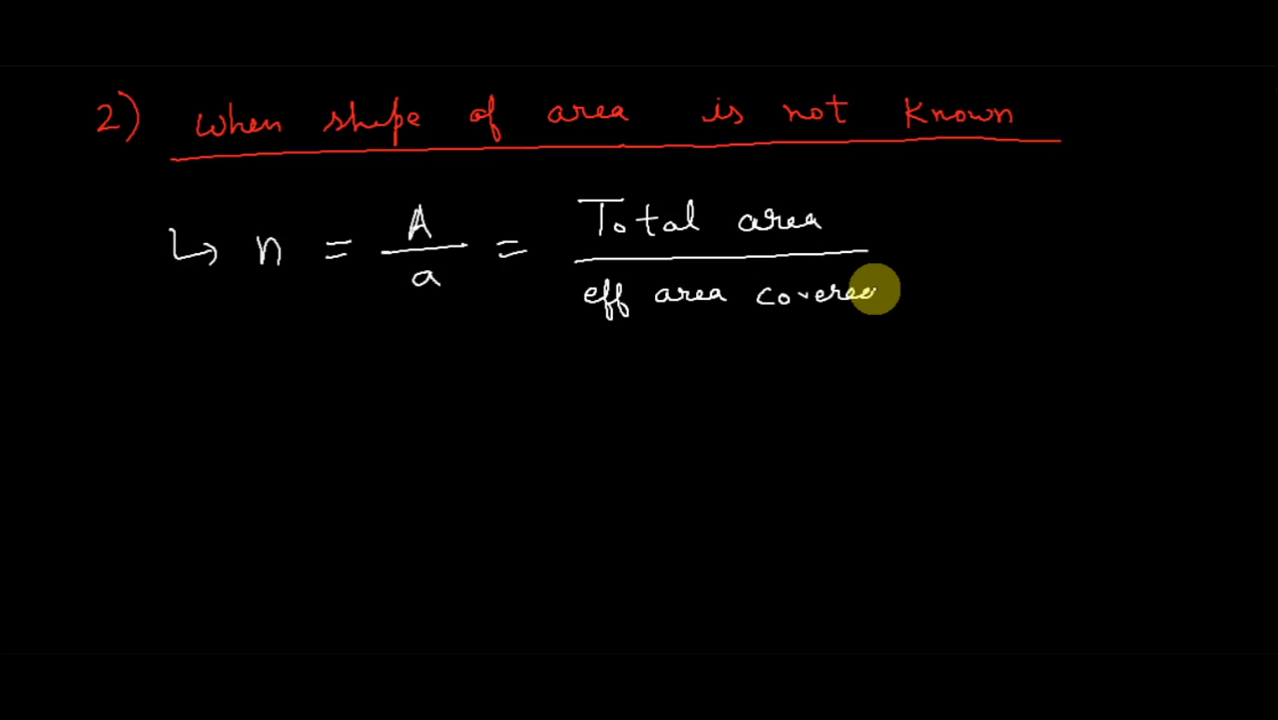 2) When shape of area is not known
↳ n = A/a = Total area / eff area covered